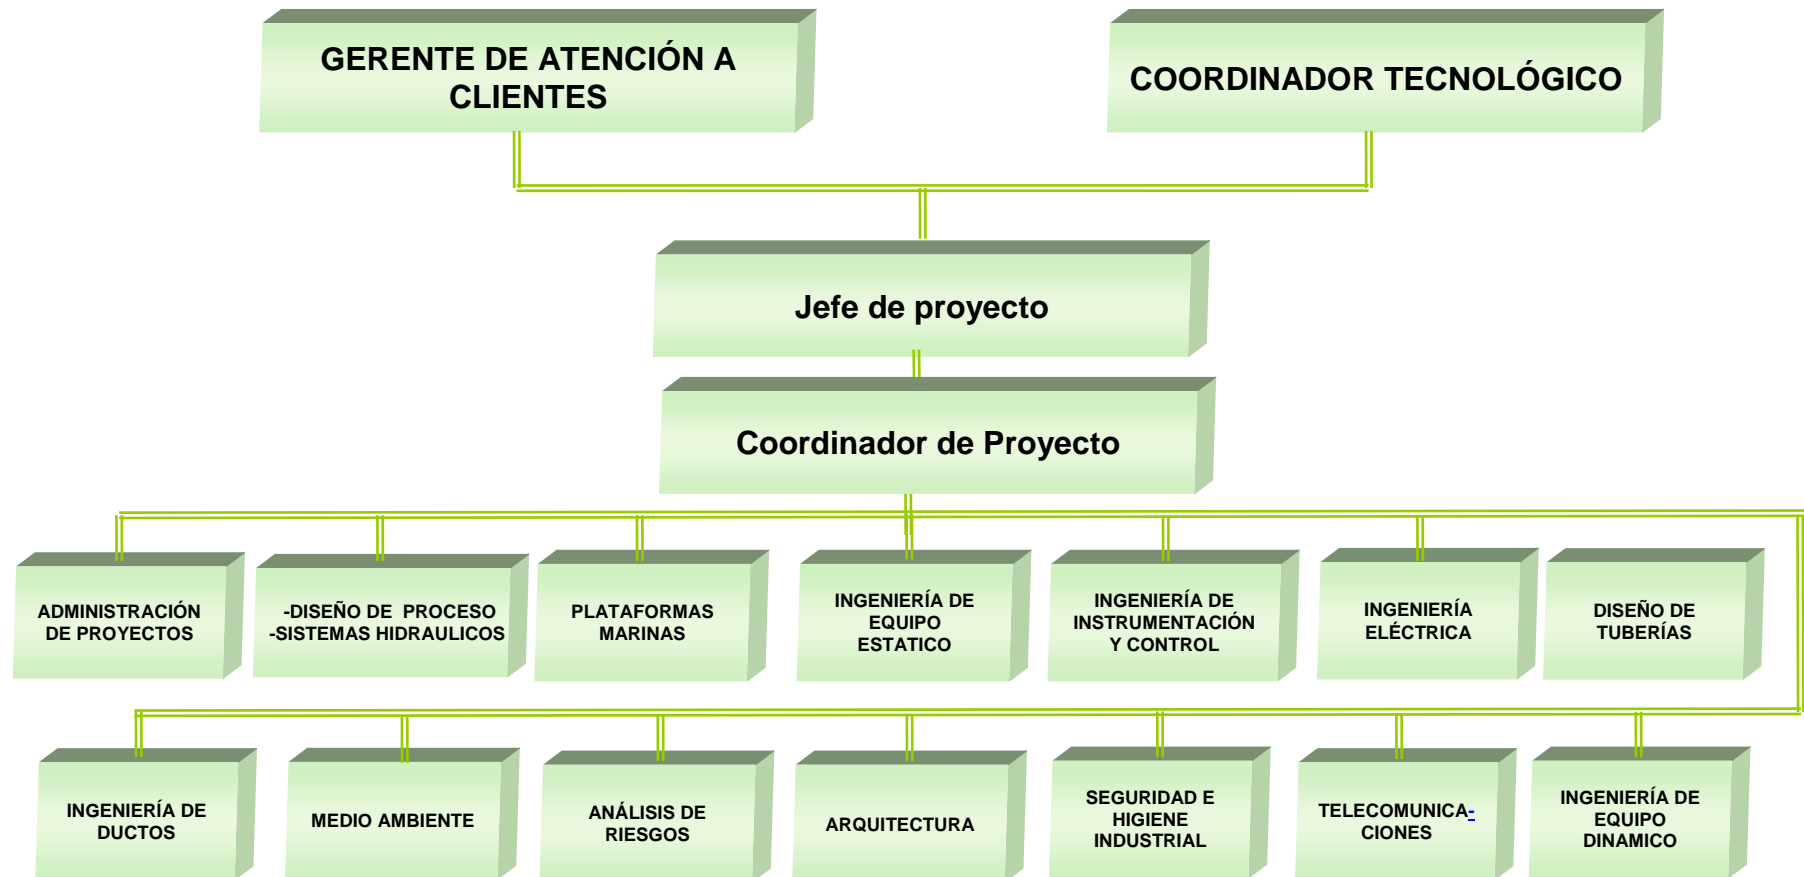 GERENTE DE ATENCIÓN A
CLIENTES
COORDINADOR TECNOLÓGICO
Jefe de proyecto
Coordinador de Proyecto
ADMINISTRACIÓN
DE PROYECTOS
-DISEÑO DE PROCESO
-SISTEMAS HIDRAULICOS
PLATAFORMAS
MARINAS
INGENIERÍA DE
EQUIPO
ESTATICO
INGENIERÍA DE
INSTRUMENTACIÓN
Y CONTROL
INGENIERÍA
ELÉCTRICA
DISEÑO DE
TUBERÍAS
INGENIERÍA DE
DUCTOS
MEDIO AMBIENTE
ANÁLISIS DE
RIESGOS
ARQUITECTURA
SEGURIDAD E
HIGIENE
INDUSTRIAL
TELECOMUNICA-
CIONES
INGENIERÍA DE
EQUIPO
DINAMICO